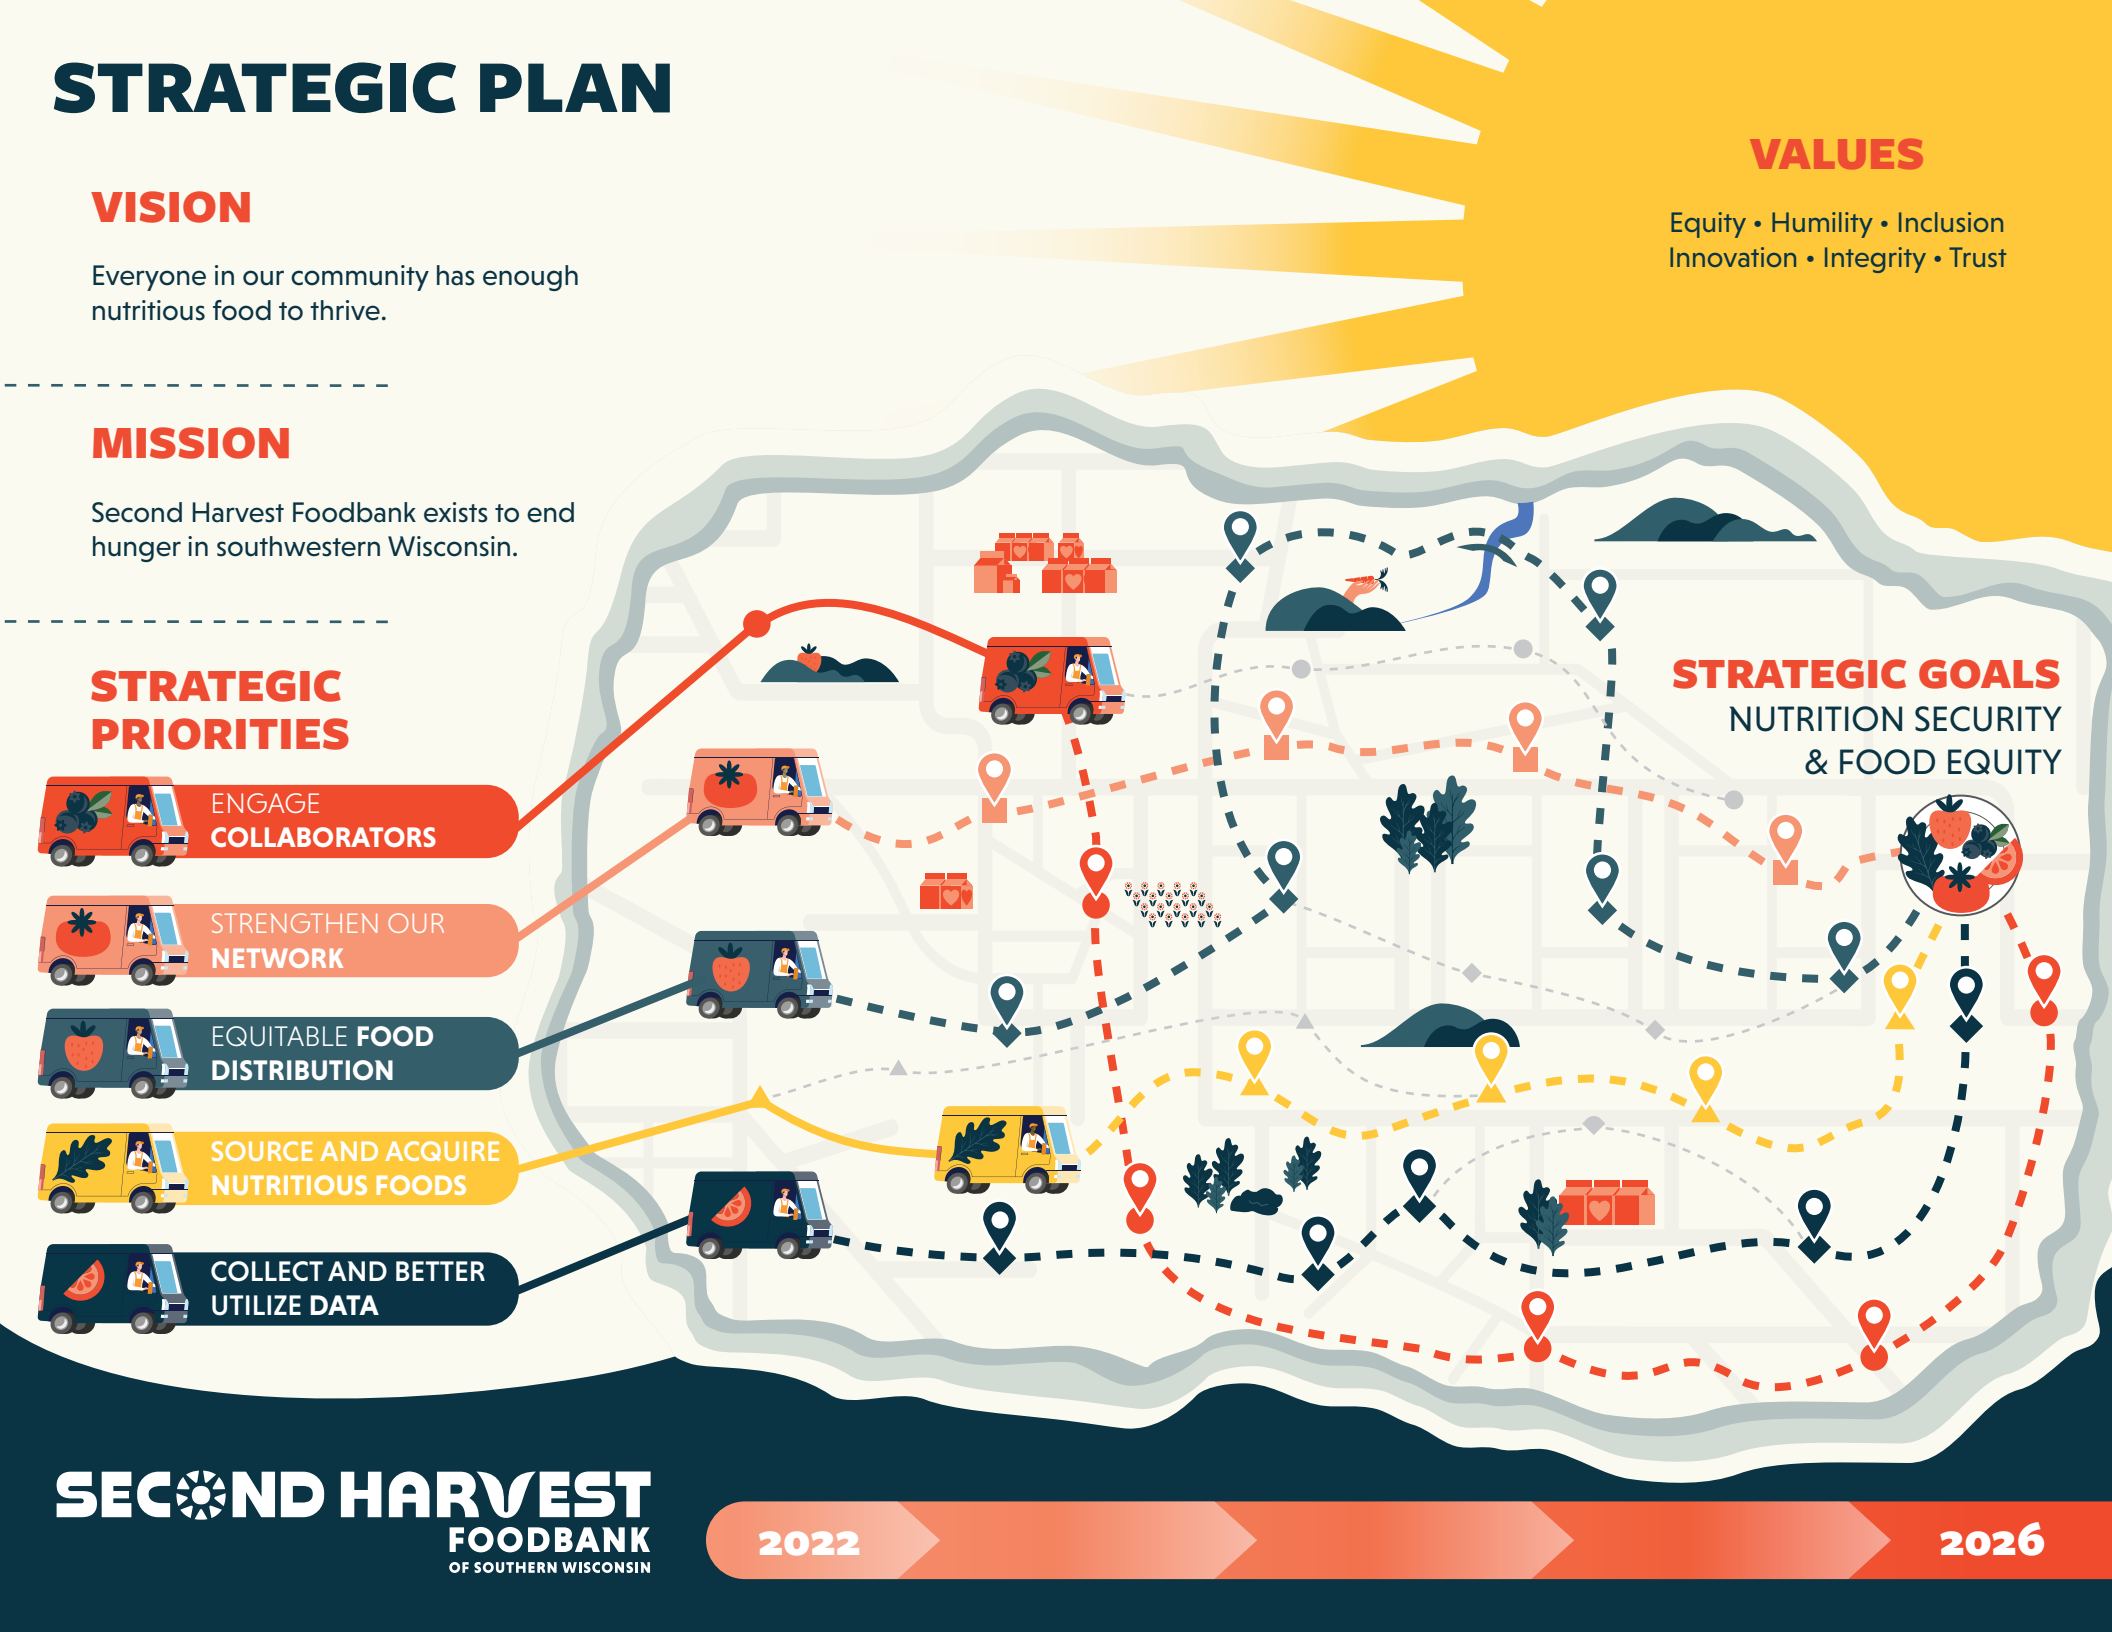 STRATEGIC PLAN
VISION
Everyone in our community has enough
nutritious food to thrive.
MISSION
Second Harvest Foodbank exists to end
hunger in southwestern Wisconsin.
STRATEGIC
PRIORITIES
ENGAGE
COLLABORATORS
STRENGTHEN OUR
NETWORK
EQUITABLE FOOD
DISTRIBUTION
SOURCE AND ACQUIRE
NUTRITIOUS FOODS
COLLECT AND BETTER
UTILIZE DATA
VALUES
Equity • Humility • Inclusion
Innovation • Integrity • Trust
STRATEGIC GOALS
NUTRITION SECURITY
& FOOD EQUITY
SECOND HARVEST
FOODBANK
OF SOUTHERN WISCONSIN
2022
2026